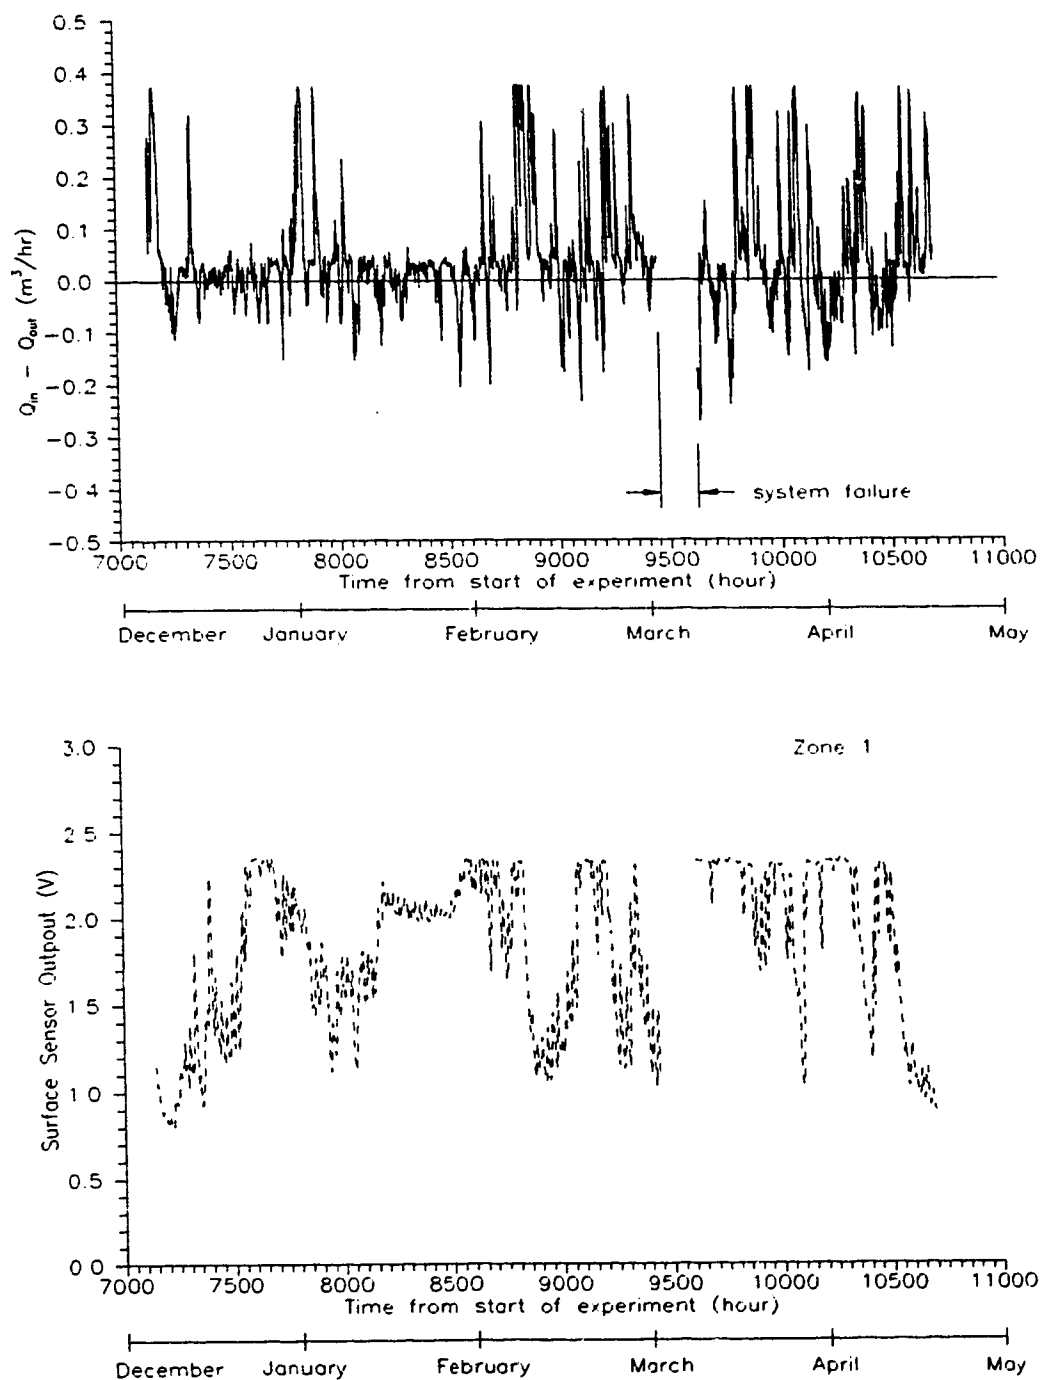 0.5
0.4
0.3
0.2
0.1
0.0
−0.1
−0.2
−0.3
−0.4
−0.5
Q_in − Q_out (m³/hr)
system failure
7000 7500 8000 8500 9000 9500 10000 10500 11000
Time from start of experiment (hour)
December January February March April May
Zone 1
3.0
2.5
2.0
1.5
1.0
0.5
0.0
Surface Sensor Outpout (V)
7000 7500 8000 8500 9000 9500 10000 10500 11000
Time from start of experiment (hour)
December January February March April May